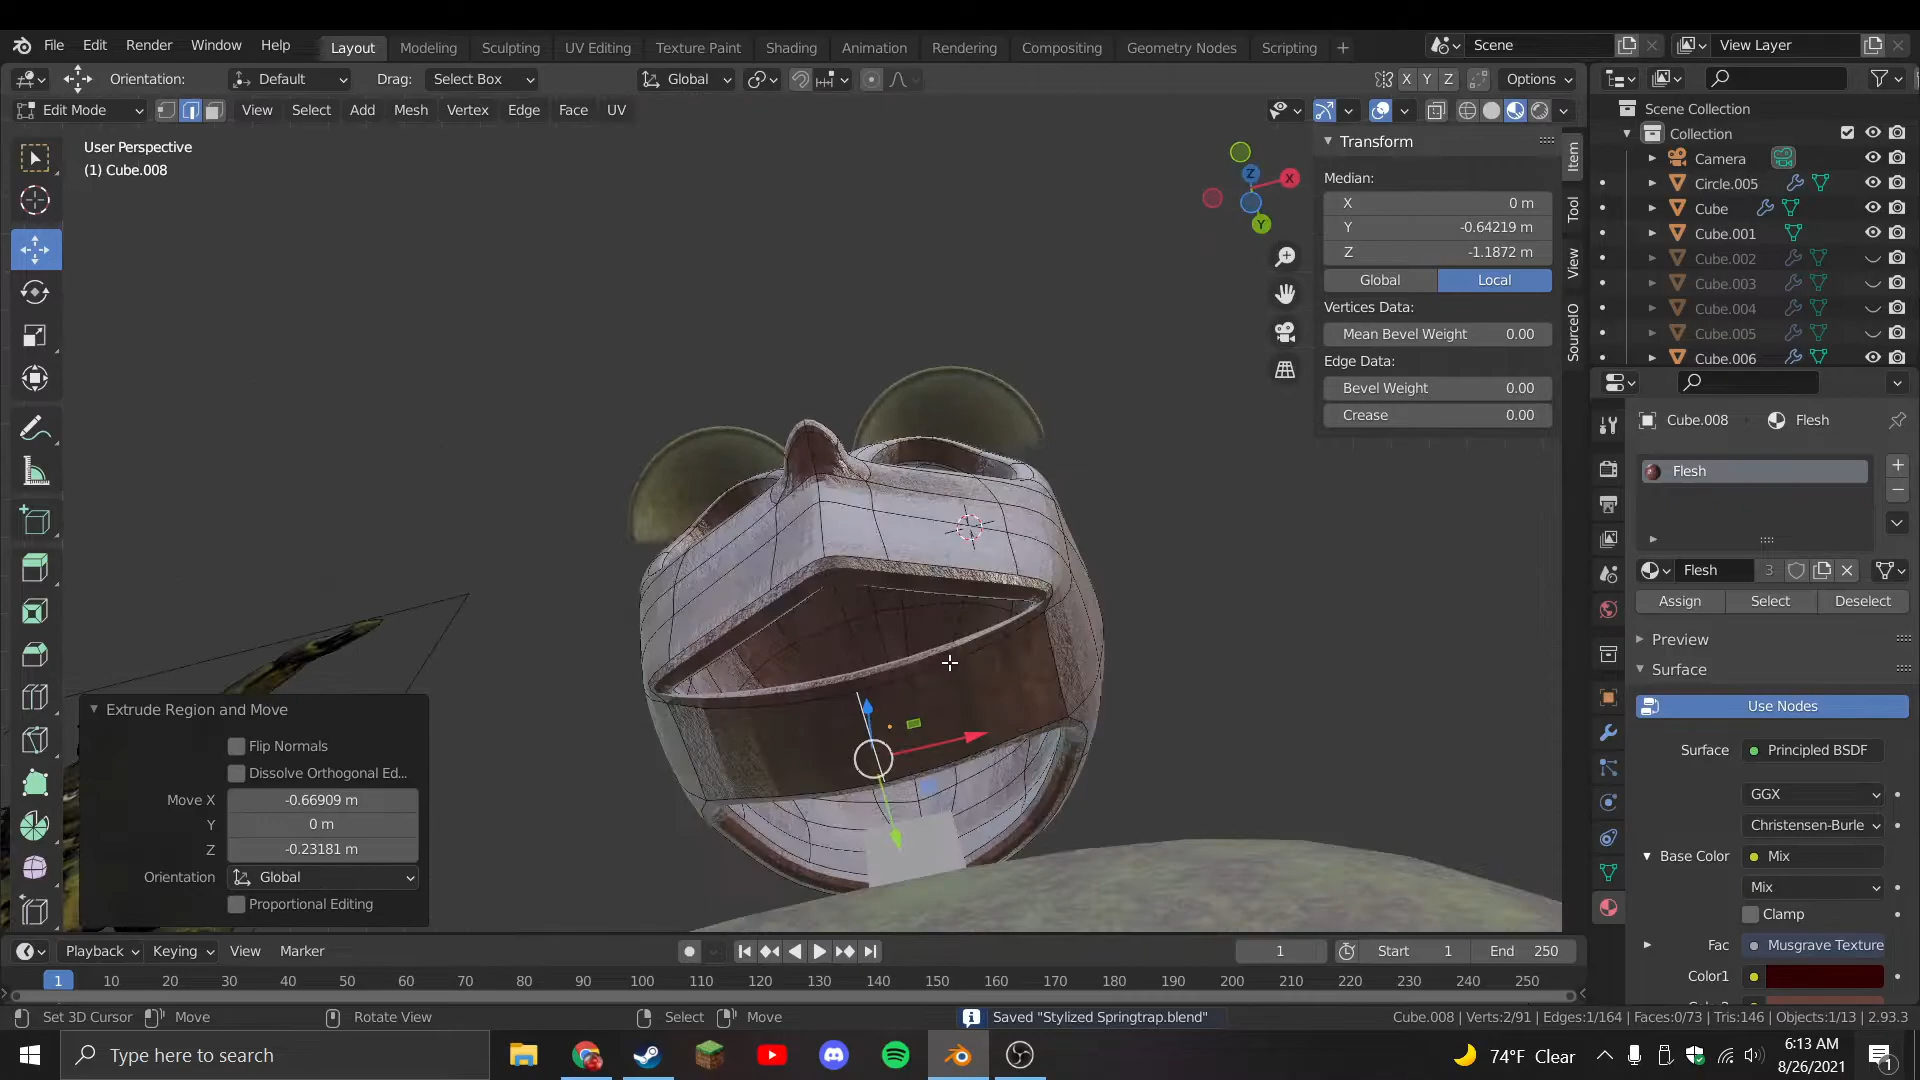 File Edit Render Window Help Layout Modeling Sculpting UV Editing Texture Paint Shading Animation Rendering Compositing Geometry Nodes Scripting + Scene View Layer
Orientation: Default Drag: Select Box Global X Y Z Options
Edit Mode View Select Add Mesh Vertex Edge Face UV
User Perspective
(1) Cube.008
X
Y
Z
Transform
Median:
X 0 m
Y -0.64219 m
Z -1.1872 m
Global Local
Vertices Data:
Mean Bevel Weight 0.00
Edge Data:
Bevel Weight 0.00
Crease 0.00
Item
Tool
View
SourceIO
Scene Collection
Collection
Camera
Circle.005
Cube
Cube.001
Cube.002
Cube.003
Cube.004
Cube.005
Cube.006
Cube.008 Flesh
Flesh
Flesh 3
Assign Select Deselect
Preview
Surface
Use Nodes
Surface Principled BSDF
GGX
Christensen-Burle
Base Color Mix
Mix
Clamp
Fac Musgrave Texture
Color1
Extrude Region and Move
Flip Normals
Dissolve Orthogonal Ed...
Move X -0.66909 m
Y 0 m
Z -0.23181 m
Orientation Global
Proportional Editing
Playback Keying View Marker 1 Start 1 End 250
1 10 20 30 40 50 60 70 80 90 100 110 120 130 140 150 160 170 180 190 200 210 220 230 240 250
Set 3D Cursor Move Rotate View Select Move Saved "Stylized Springtrap.blend" Cube.008 | Verts:2/91 | Edges:1/164 | Faces:0/73 | Tris:146 | Objects:1/13 | 2.93.3
Type here to search 74°F Clear 6:13 AM
8/26/2021
1